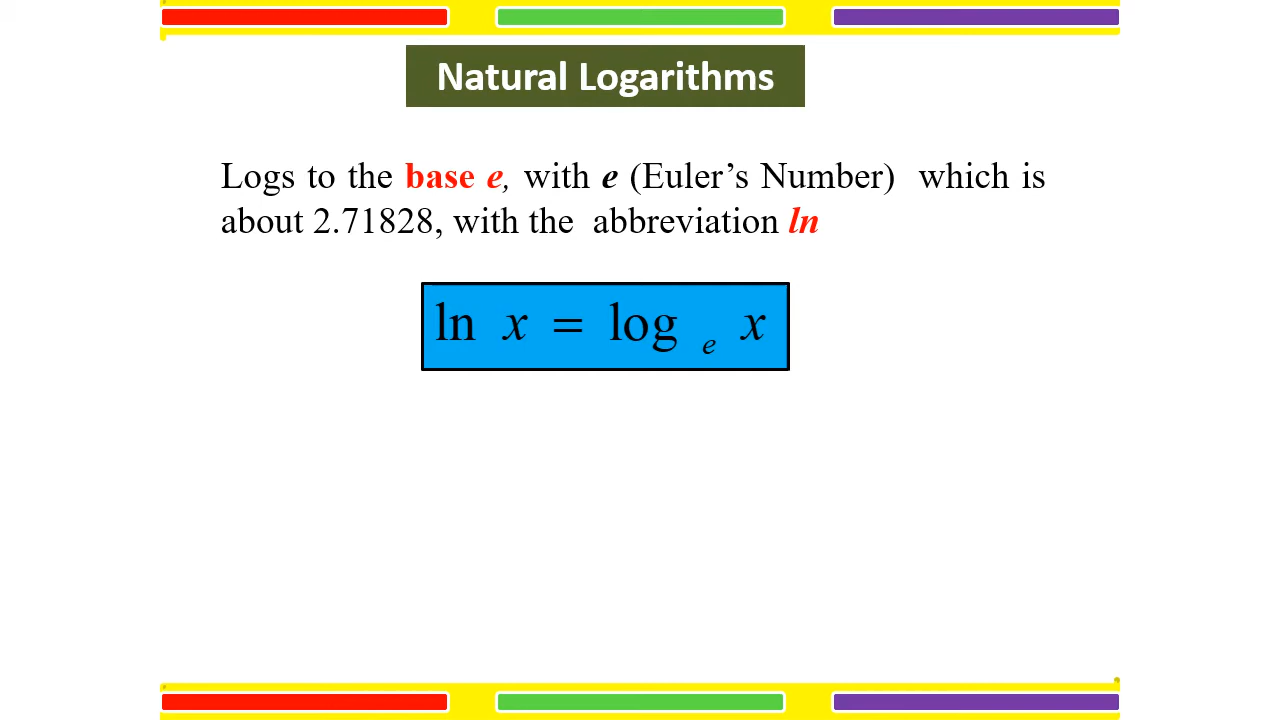 Natural Logarithms
Logs to the base e, with e (Euler’s Number) which is
about 2.71828, with the abbreviation ln
ln x = log e x